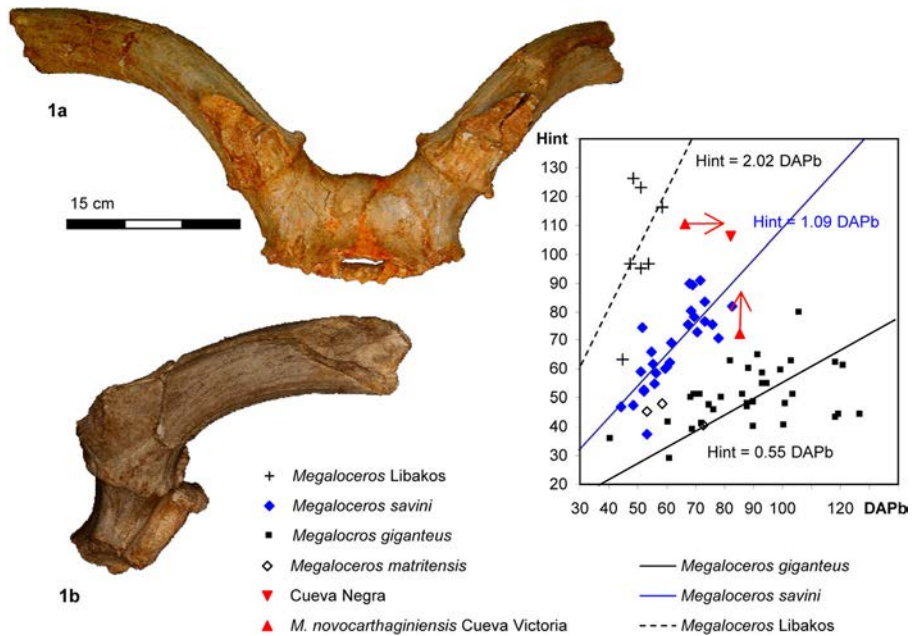 1a
15 cm
1b
Hint
130
120
110
100
90
80
70
60
50
40
30
20
30 40 50 60 70 80 90 100 110 120 DAPb
Hint = 2.02 DAPb
Hint = 1.09 DAPb
Hint = 0.55 DAPb
Megaloceros Libakos
Megaloceros savini
Megalocros giganteus
Megaloceros matritensis
Cueva Negra
M. novocarthaginiensis Cueva Victoria
Megaloceros giganteus
Megaloceros savini
Megaloceros Libakos